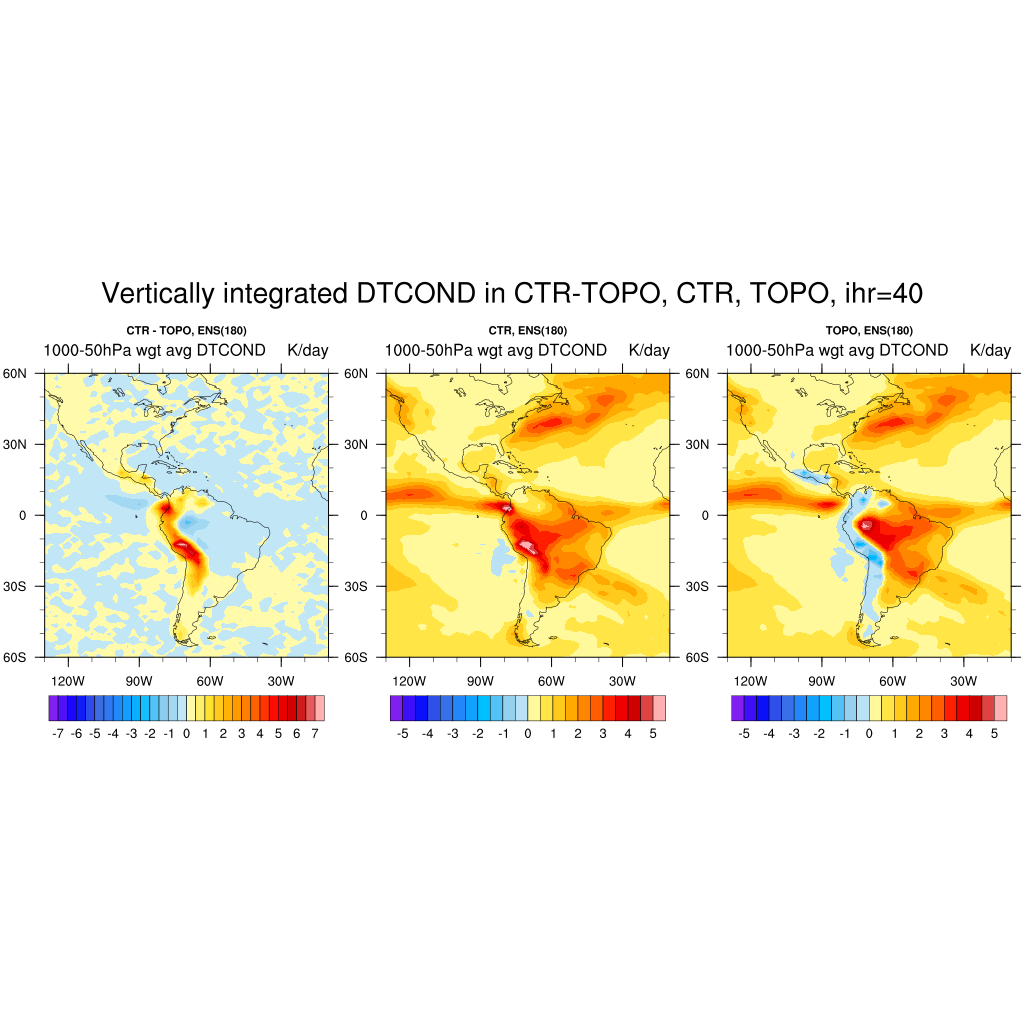 Vertically integrated DTCOND in CTR-TOPO, CTR, TOPO, ihr=40
CTR - TOPO, ENS(180)
1000-50hPa wgt avg DTCOND K/day
60N
30N
0
30S
60S
120W 90W 60W 30W
-7 -6 -5 -4 -3 -2 -1 0 1 2 3 4 5 6 7
CTR, ENS(180)
1000-50hPa wgt avg DTCOND K/day
60N
30N
0
30S
60S
120W 90W 60W 30W
-5 -4 -3 -2 -1 0 1 2 3 4 5
TOPO, ENS(180)
1000-50hPa wgt avg DTCOND K/day
60N
30N
0
30S
60S
120W 90W 60W 30W
-5 -4 -3 -2 -1 0 1 2 3 4 5